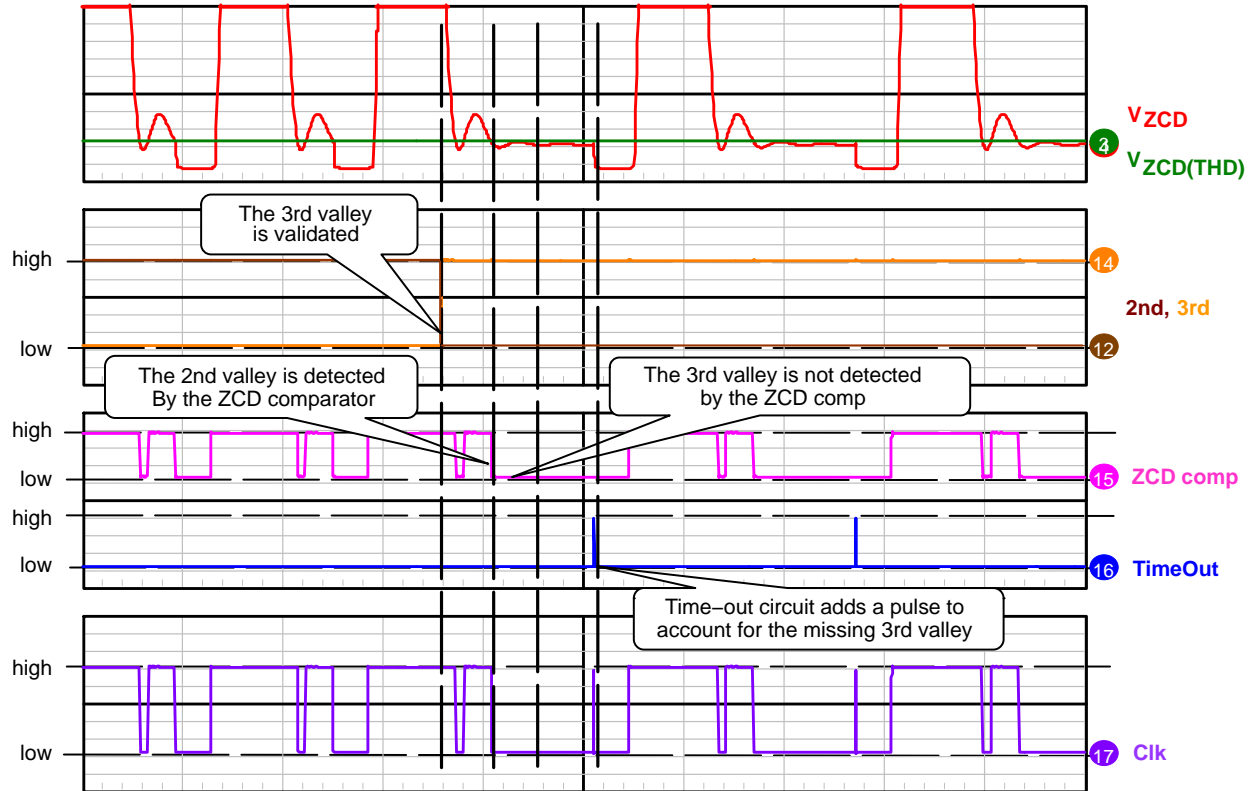 VZCD
3
4
VZCD(THD)
The 3rd valley
is validated
high
14
2nd, 3rd
low
12
The 2nd valley is detected
By the ZCD comparator
The 3rd valley is not detected
by the ZCD comp
high
low
15 ZCD comp
high
low
16 TimeOut
Time−out circuit adds a pulse to
account for the missing 3rd valley
high
low
17 Clk